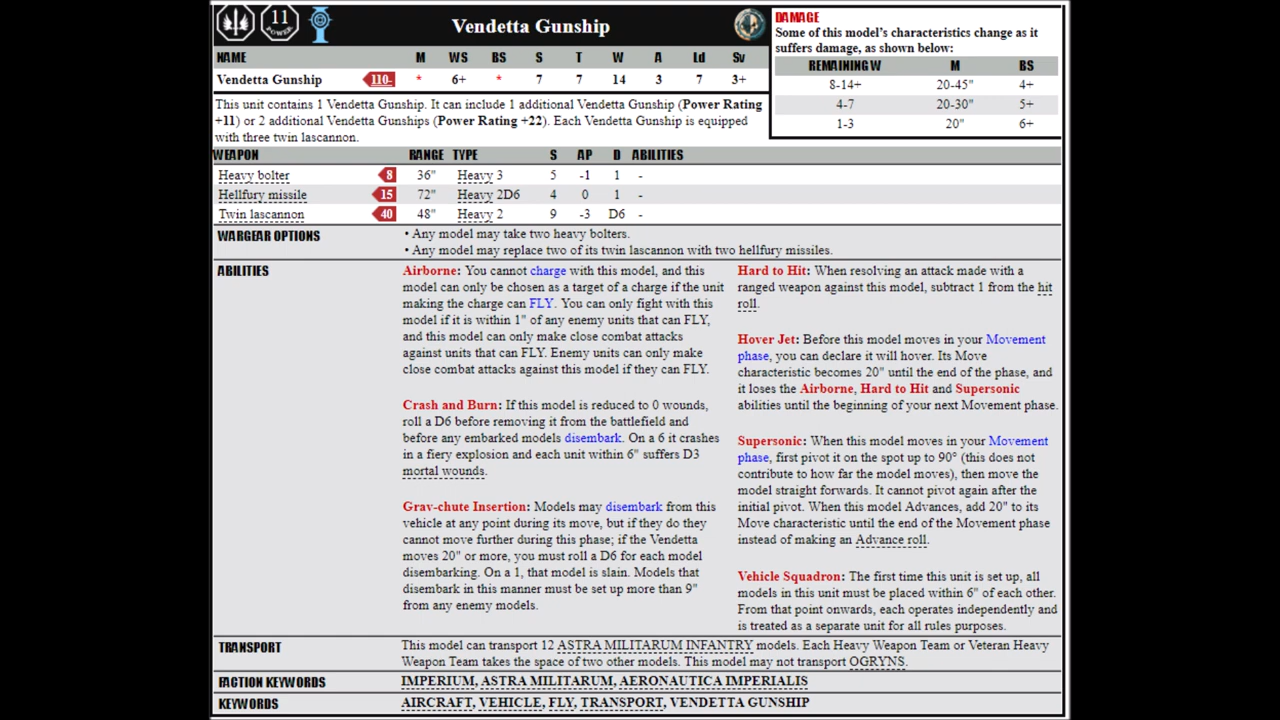 11
POWER
Vendetta Gunship
NAME M WS BS S T W A Ld Sv
Vendetta Gunship 110- * 6+ * 7 7 14 3 7 3+
DAMAGE
Some of this model's characteristics change as it
suffers damage, as shown below:
REMAINING W M BS
8-14+ 20-45" 4+
4-7 20-30" 5+
1-3 20" 6+
This unit contains 1 Vendetta Gunship. It can include 1 additional Vendetta Gunship (Power Rating
+11) or 2 additional Vendetta Gunships (Power Rating +22). Each Vendetta Gunship is equipped
with three twin lascannon.
WEAPON RANGE TYPE S AP D ABILITIES
Heavy bolter 8 36" Heavy 3 5 -1 1 -
Hellfury missile 15 72" Heavy 2D6 4 0 1 -
Twin lascannon 40 48" Heavy 2 9 -3 D6 -
WARGEAR OPTIONS
• Any model may take two heavy bolters.
• Any model may replace two of its twin lascannon with two hellfury missiles.
ABILITIES
Airborne: You cannot charge with this model, and this
model can only be chosen as a target of a charge if the unit
making the charge can FLY. You can only fight with this
model if it is within 1" of any enemy units that can FLY,
and this model can only make close combat attacks
against units that can FLY. Enemy units can only make
close combat attacks against this model if they can FLY.
Crash and Burn: If this model is reduced to 0 wounds,
roll a D6 before removing it from the battlefield and
before any embarked models disembark. On a 6 it crashes
in a fiery explosion and each unit within 6" suffers D3
mortal wounds.
Grav-chute Insertion: Models may disembark from this
vehicle at any point during its move, but if they do they
cannot move further during this phase; if the Vendetta
moves 20" or more, you must roll a D6 for each model
disembarking. On a 1, that model is slain. Models that
disembark in this manner must be set up more than 9"
from any enemy models.
Hard to Hit: When resolving an attack made with a
ranged weapon against this model, subtract 1 from the hit
roll.
Hover Jet: Before this model moves in your Movement
phase, you can declare it will hover. Its Move
characteristic becomes 20" until the end of the phase, and
it loses the Airborne, Hard to Hit and Supersonic
abilities until the beginning of your next Movement phase.
Supersonic: When this model moves in your Movement
phase, first pivot it on the spot up to 90° (this does not
contribute to how far the model moves), then move the
model straight forwards. It cannot pivot again after the
initial pivot. When this model Advances, add 20" to its
Move characteristic until the end of the Movement phase
instead of making an Advance roll.
Vehicle Squadron: The first time this unit is set up, all
models in this unit must be placed within 6" of each other.
From that point onwards, each operates independently and
is treated as a separate unit for all rules purposes.
TRANSPORT
This model can transport 12 ASTRA MILITARUM INFANTRY models. Each Heavy Weapon Team or Veteran Heavy
Weapon Team takes the space of two other models. This model may not transport OGRYNS.
FACTION KEYWORDS IMPERIUM, ASTRA MILITARUM, AERONAUTICA IMPERIALIS
KEYWORDS AIRCRAFT, VEHICLE, FLY, TRANSPORT, VENDETTA GUNSHIP